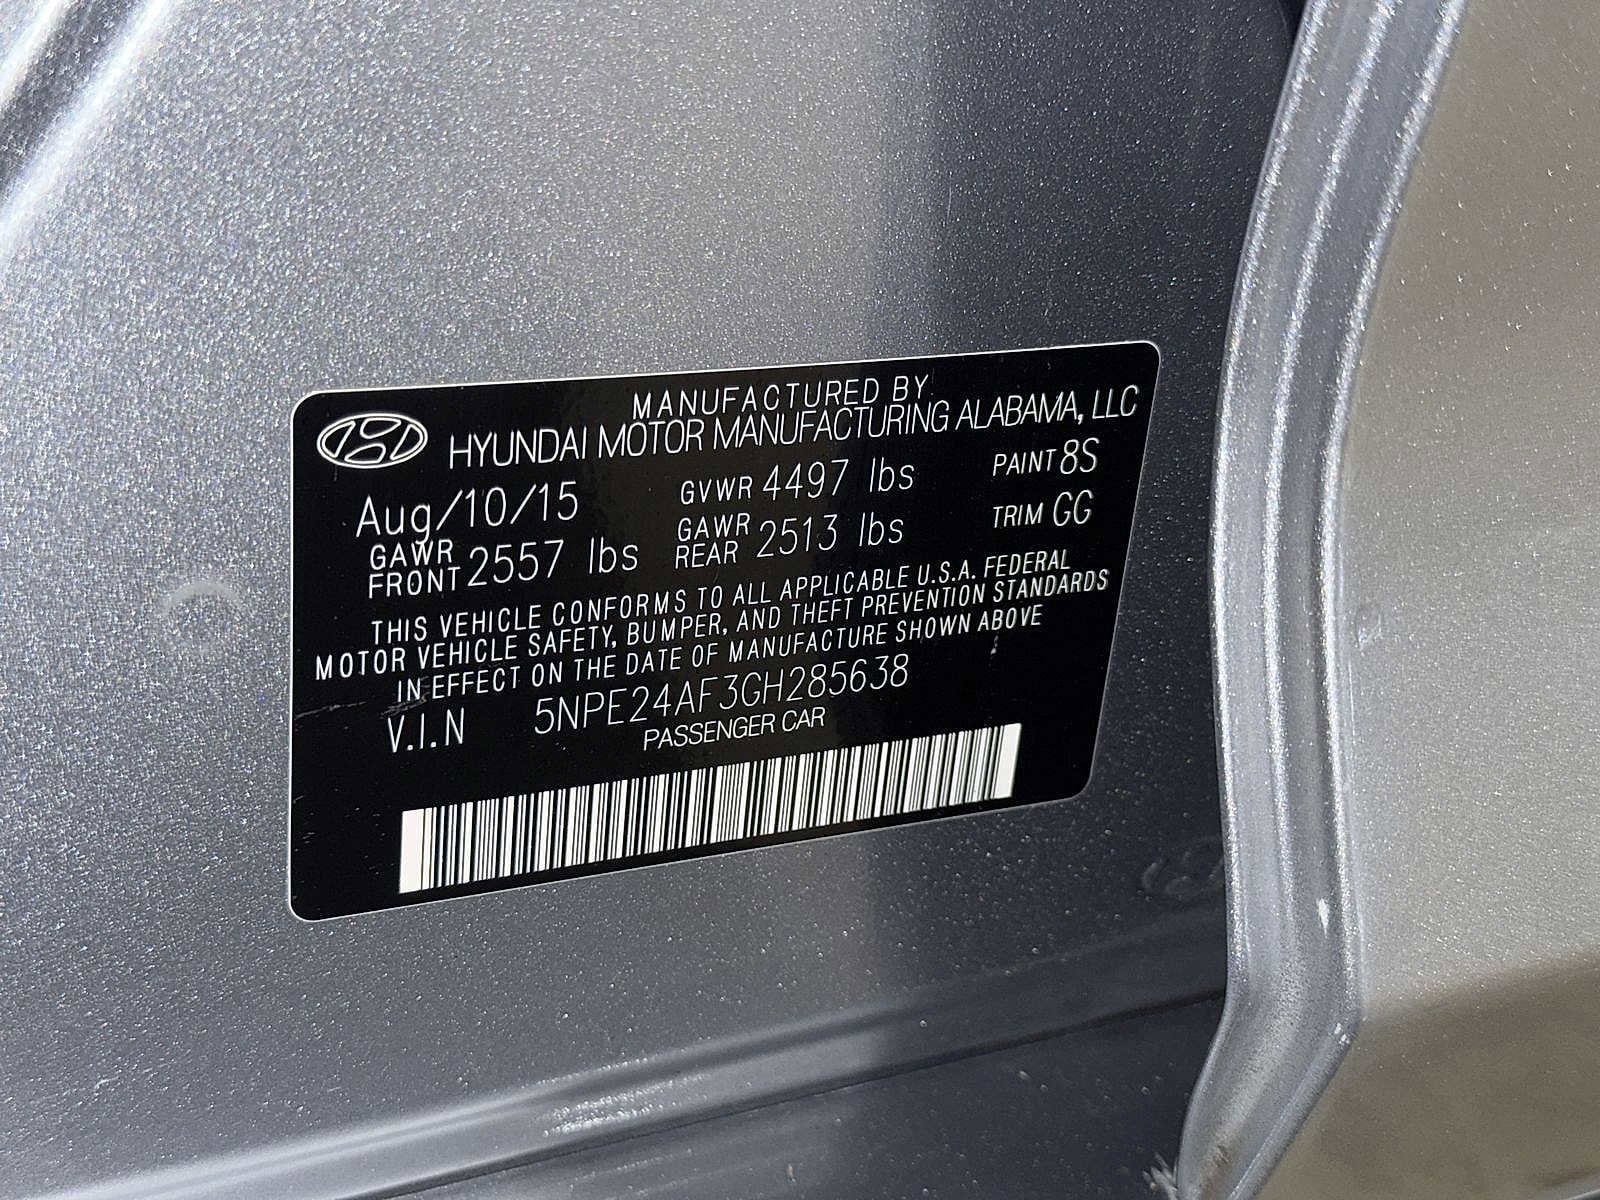 MANUFACTURED BY
HYUNDAI MOTOR MANUFACTURING ALABAMA, LLC
Aug/10/15 GVWR 4497 lbs PAINT 8S
GAWR FRONT 2557 lbs GAWR REAR 2513 lbs TRIM GG
THIS VEHICLE CONFORMS TO ALL APPLICABLE U.S.A. FEDERAL
MOTOR VEHICLE SAFETY, BUMPER, AND THEFT PREVENTION STANDARDS
IN EFFECT ON THE DATE OF MANUFACTURE SHOWN ABOVE
V.I.N 5NPE24AF3GH285638
PASSENGER CAR